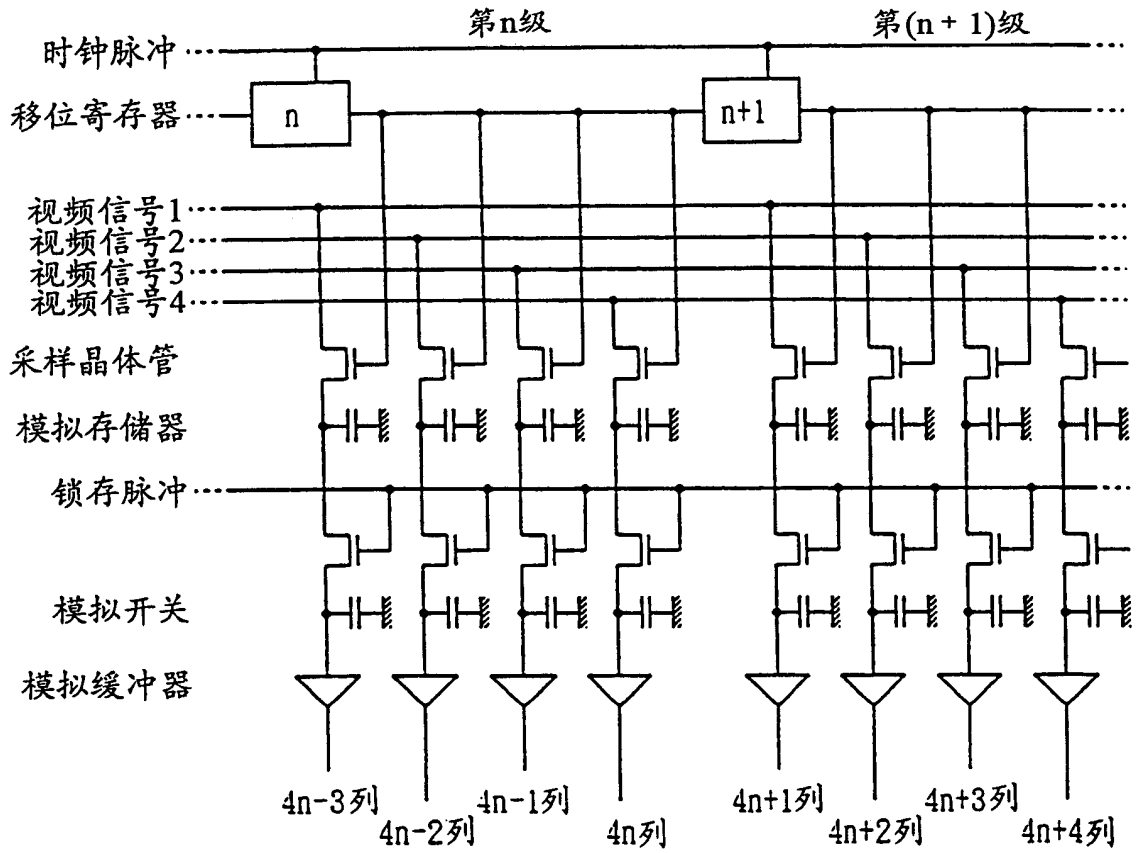 第n级
第(n + 1)级
时钟脉冲
移位寄存器
n
n+1
视频信号1
视频信号2
视频信号3
视频信号4
采样晶体管
模拟存储器
锁存脉冲
模拟开关
模拟缓冲器
4n-3列
4n-2列
4n-1列
4n列
4n+1列
4n+2列
4n+3列
4n+4列